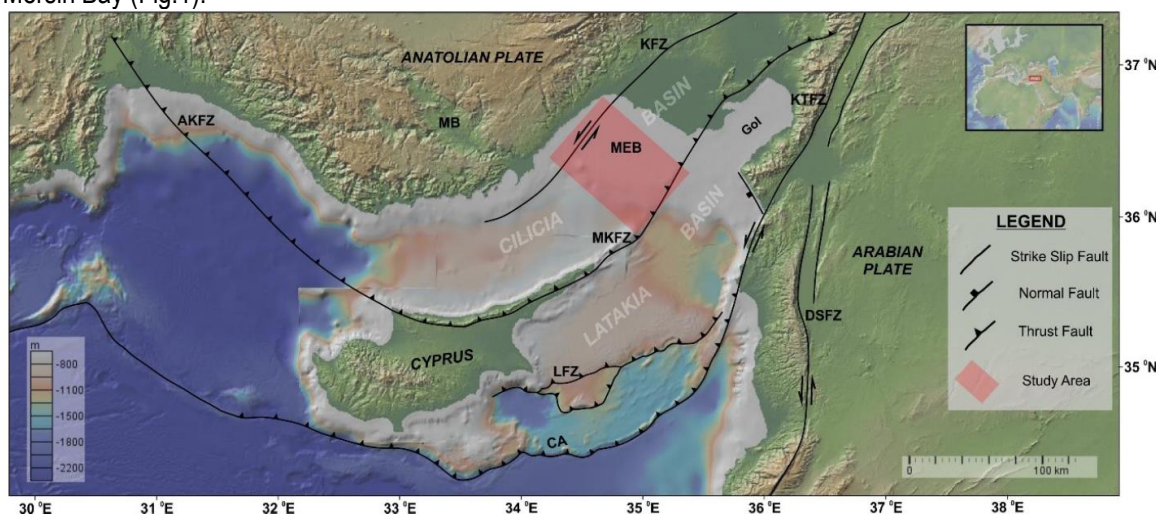 Mersin Bay (Fig.1).
ANATOLIAN PLATE
KFZ
37 °N
AKFZ
MB
BASIN
KTFZ
Gol
MEB
CILICIA
MKFZ
BASIN
36 °N
ARABIAN
PLATE
LATAKIA
DSFZ
CYPRUS
LFZ
CA
35 °N
LEGEND
Strike Slip Fault
Normal Fault
Thrust Fault
Study Area
m
-800
-1100
-1500
-1800
-2200
0 100 km
30 °E 31 °E 32 °E 33 °E 34 °E 35 °E 36 °E 37 °E 38 °E